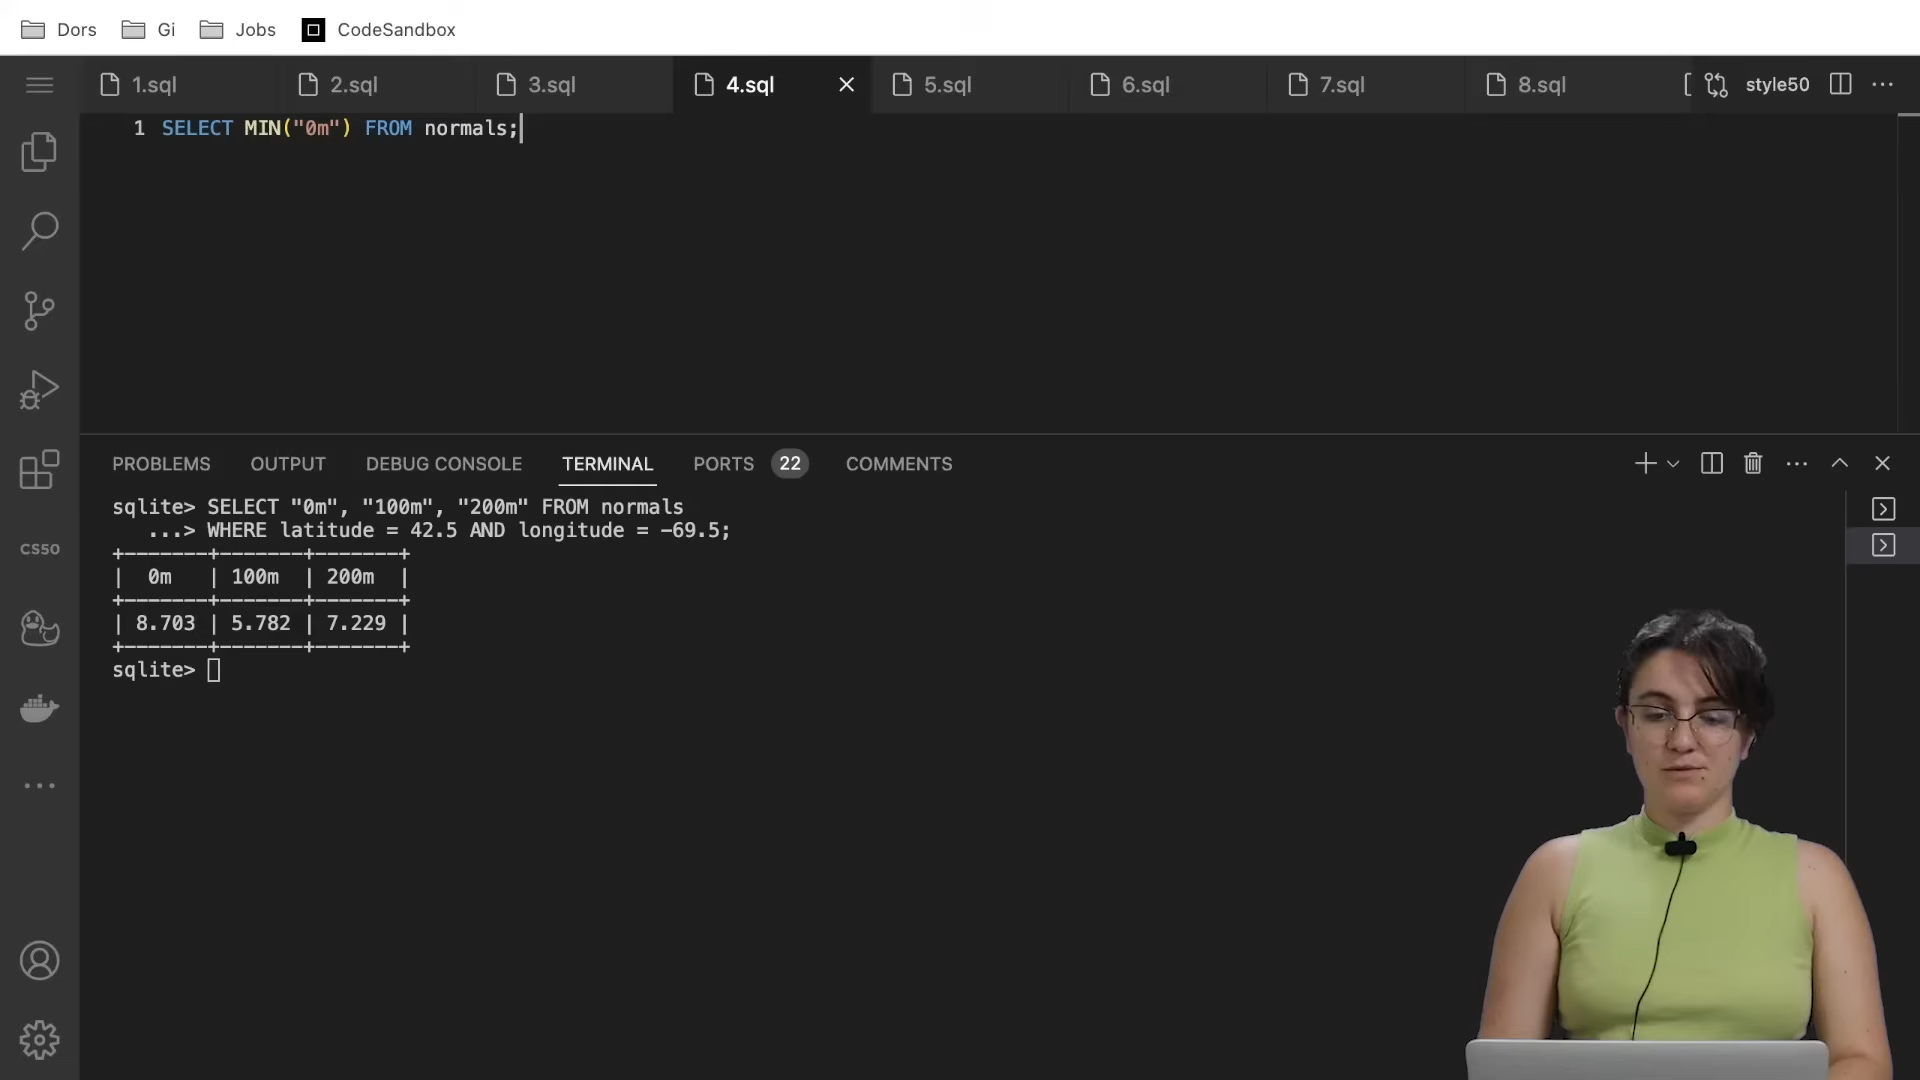 Dors Gi Jobs CodeSandbox
1.sql 2.sql 3.sql 4.sql 5.sql 6.sql 7.sql 8.sql style50
1 SELECT MIN("0m") FROM normals;
CS50
PROBLEMS OUTPUT DEBUG CONSOLE TERMINAL PORTS 22 COMMENTS
sqlite> SELECT "0m", "100m", "200m" FROM normals
...> WHERE latitude = 42.5 AND longitude = -69.5;
+-------+-------+-------+
| 0m | 100m | 200m |
+-------+-------+-------+
| 8.703 | 5.782 | 7.229 |
+-------+-------+-------+
sqlite>